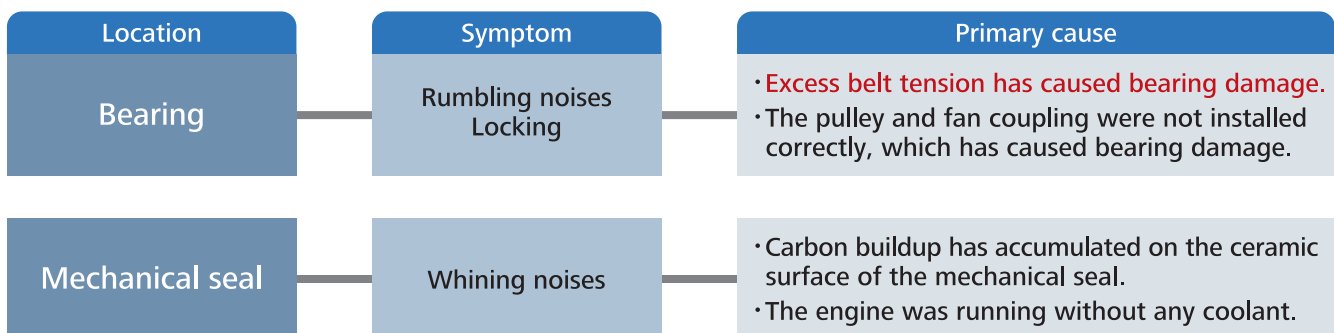 Location
Symptom
Primary cause
Bearing
Rumbling noises
Locking
・Excess belt tension has caused bearing damage.
・The pulley and fan coupling were not installed
correctly, which has caused bearing damage.
Mechanical seal
Whining noises
・Carbon buildup has accumulated on the ceramic
surface of the mechanical seal.
・The engine was running without any coolant.